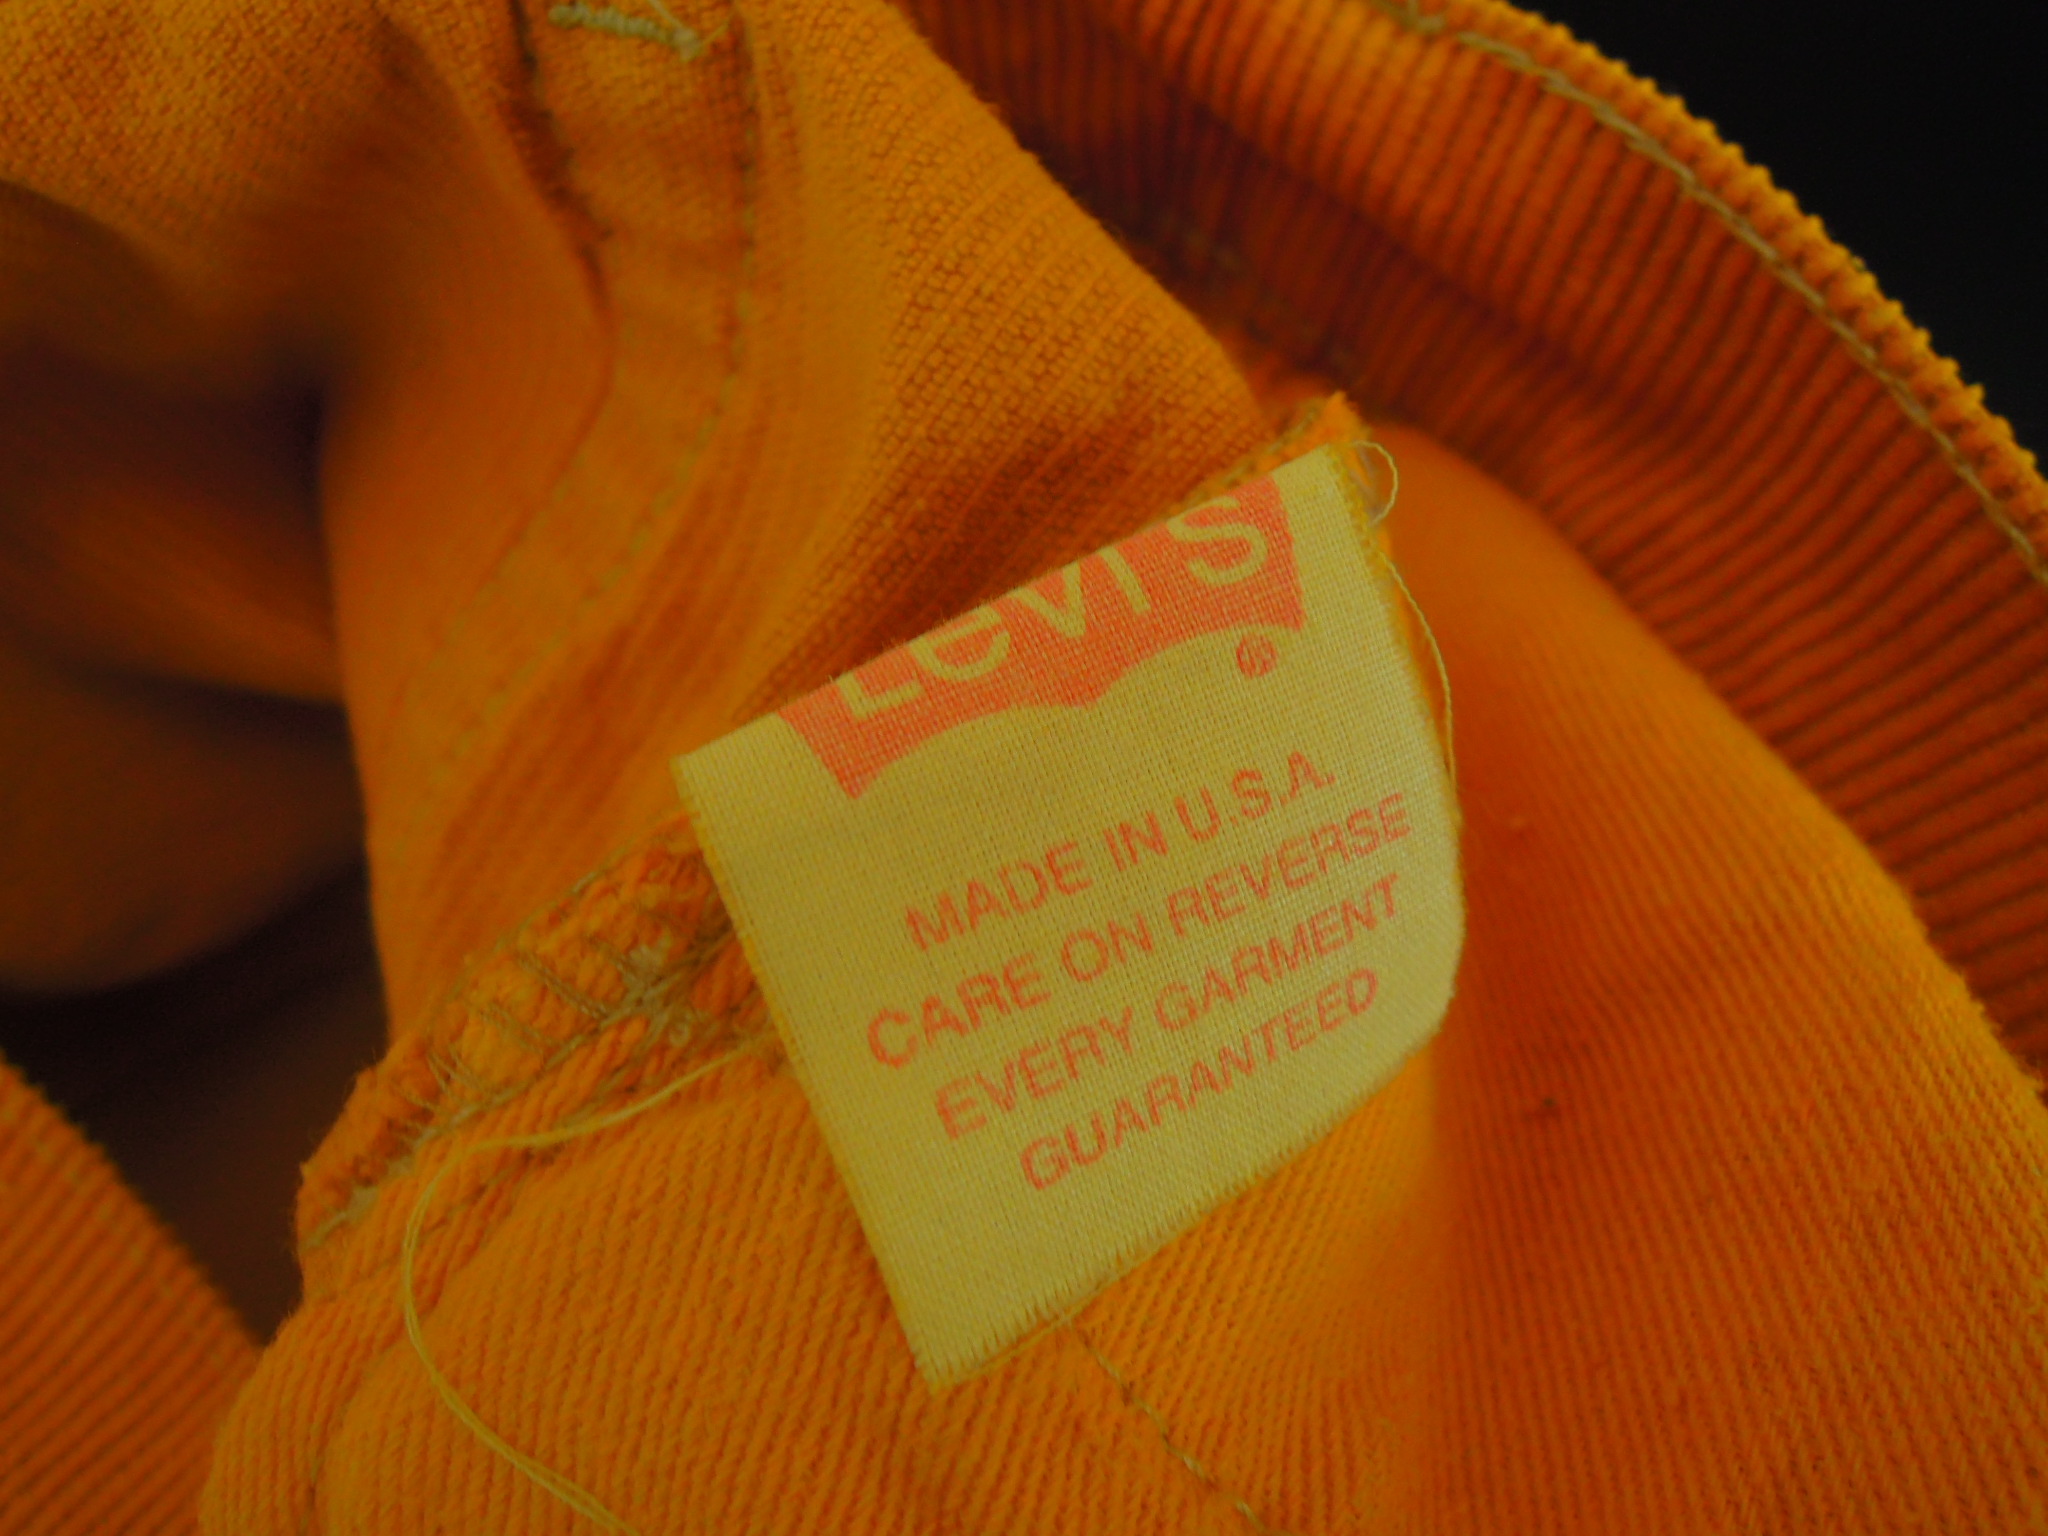 Levi's
®
MADE IN U.S.A.
CARE ON REVERSE
EVERY GARMENT
GUARANTEED